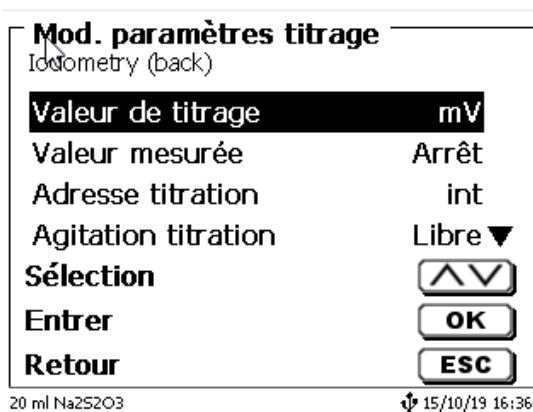 Mod. paramètres titrage
Iodometry (back)
Valeur de titrage mV
Valeur mesurée Arrêt
Adresse titration int
Agitation titration Libre
Sélection
Entrer OK
Retour ESC
20 ml Na2S2O3 15/10/19 16:36